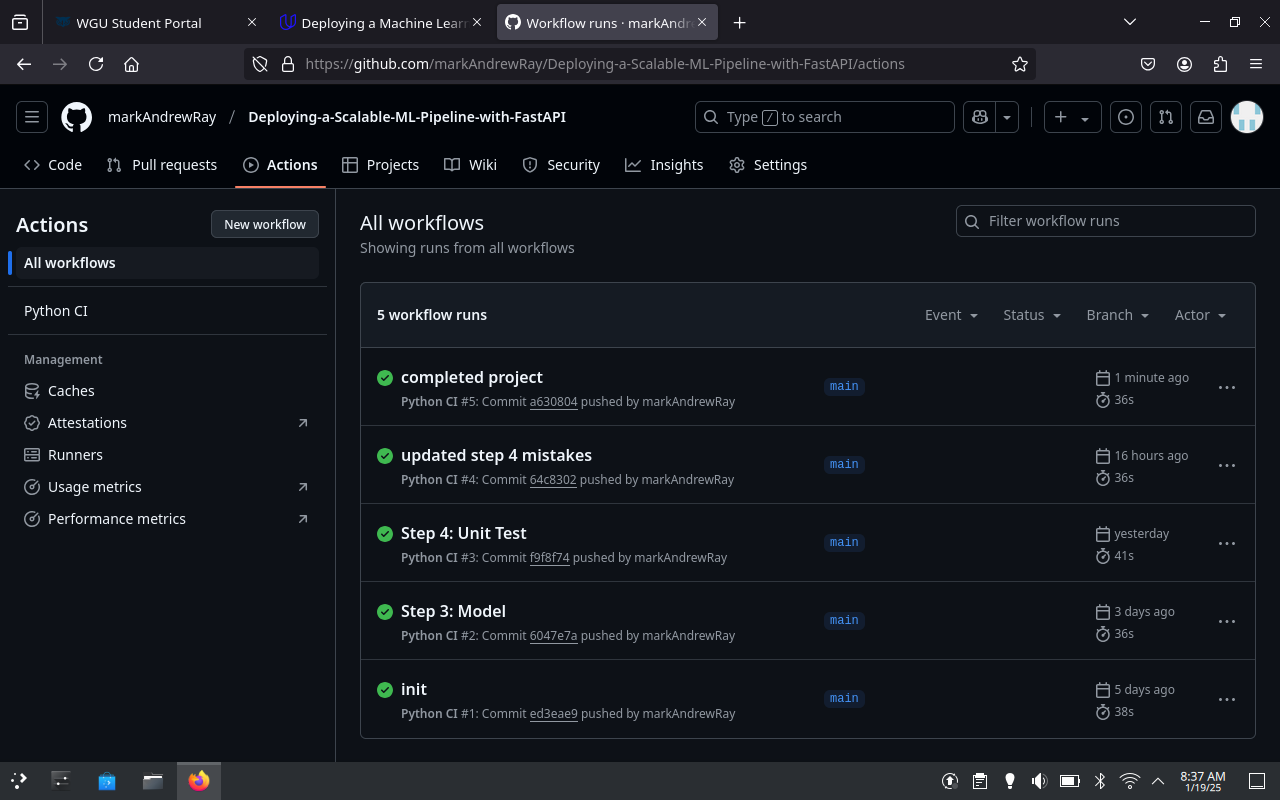 WGU Student Portal
Deploying a Machine Lear
Workflow runs · markAndr
https://github.com/markAndrewRay/Deploying-a-Scalable-ML-Pipeline-with-FastAPI/actions
markAndrewRay / Deploying-a-Scalable-ML-Pipeline-with-FastAPI
Type / to search
Code
Pull requests
Actions
Projects
Wiki
Security
Insights
Settings
Actions
New workflow
All workflows
Python CI
Management
Caches
Attestations
Runners
Usage metrics
Performance metrics
All workflows
Showing runs from all workflows
Filter workflow runs
5 workflow runs
Event
Status
Branch
Actor
completed project
Python CI #5: Commit a630804 pushed by markAndrewRay
main
1 minute ago
36s
updated step 4 mistakes
Python CI #4: Commit 64c8302 pushed by markAndrewRay
main
16 hours ago
36s
Step 4: Unit Test
Python CI #3: Commit f9f8f74 pushed by markAndrewRay
main
yesterday
41s
Step 3: Model
Python CI #2: Commit 6047e7a pushed by markAndrewRay
main
3 days ago
36s
init
Python CI #1: Commit ed3eae9 pushed by markAndrewRay
main
5 days ago
38s
8:37 AM
1/19/25